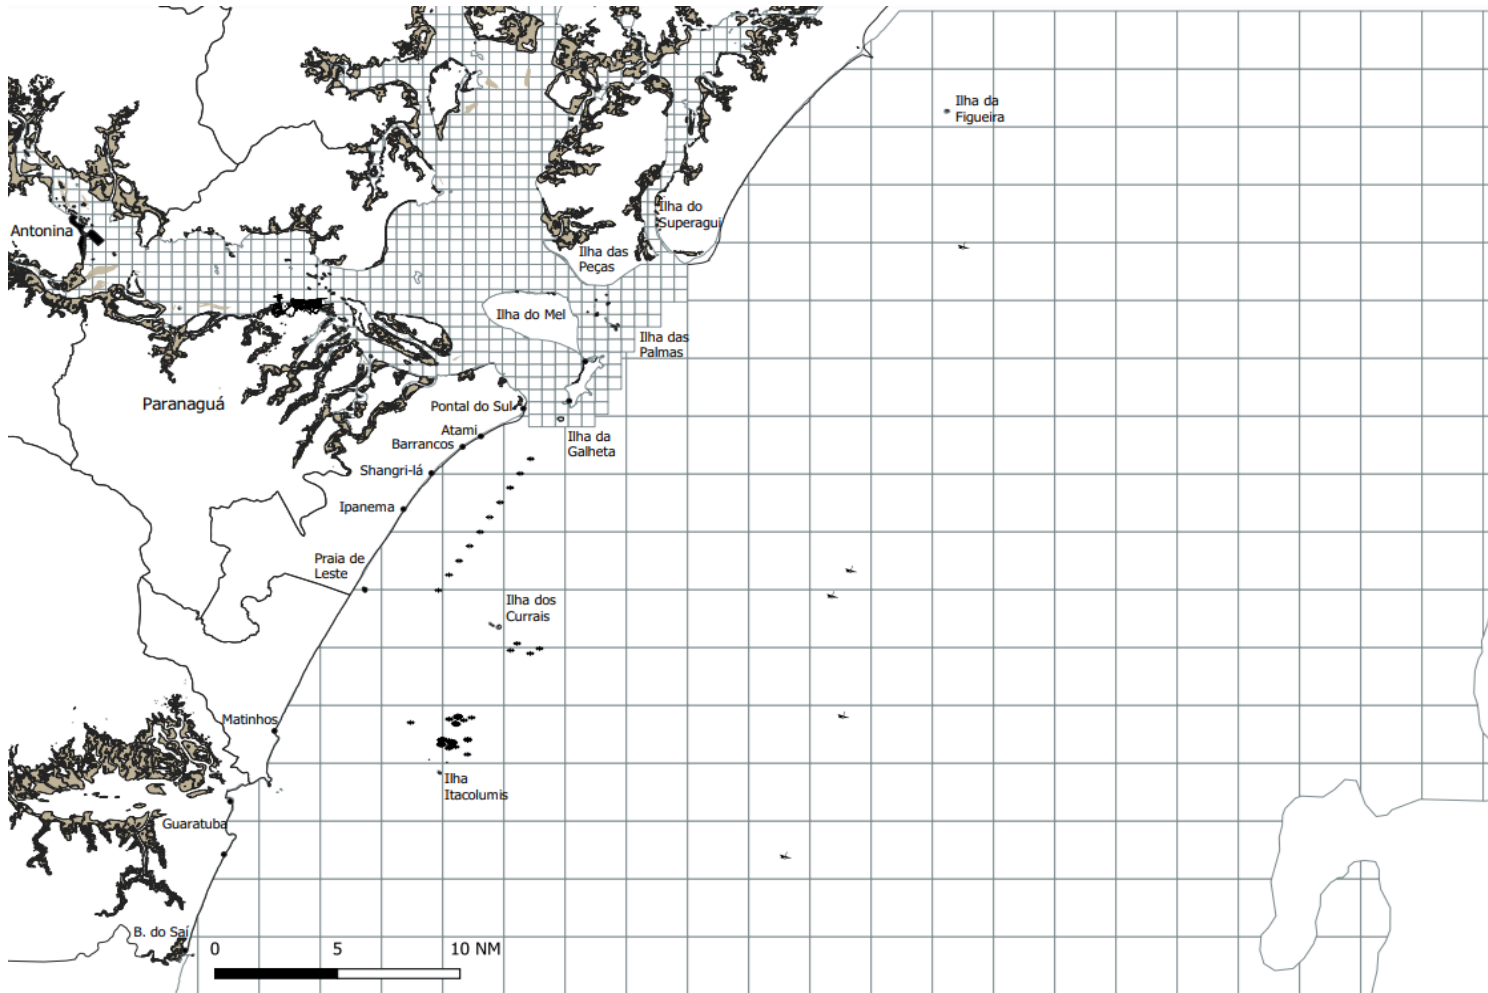 Ilha da
Figueira
Ilha do
Superagui
Antonina
Ilha das
Peças
Ilha do Mel
Ilha das
Palmas
Paranaguá
Pontal do Sul
Atami
Barrancos
Ilha da
Galheta
Shangri-lá
Ipanema
Praia de
Leste
Ilha dos
Currais
Matinhos
Ilha
Itacolumis
Guaratuba
B. do Saí
0 5 10 NM